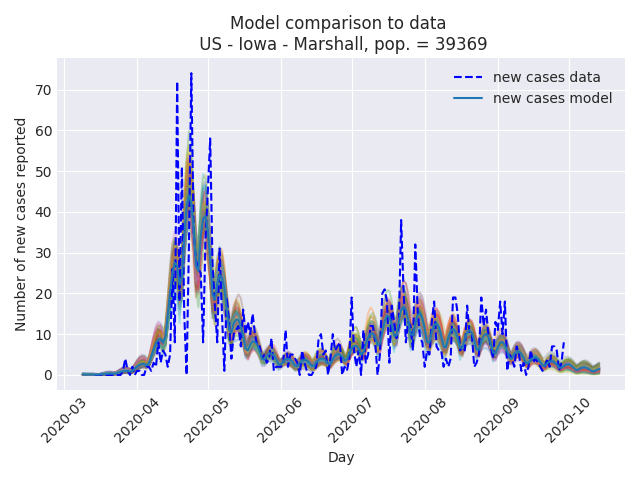 Model comparison to data
US - Iowa - Marshall, pop. = 39369
new cases data
new cases model
Number of new cases reported
70
60
50
40
30
20
10
0
2020-03
2020-04
2020-05
2020-06
2020-07
2020-08
2020-09
2020-10
Day